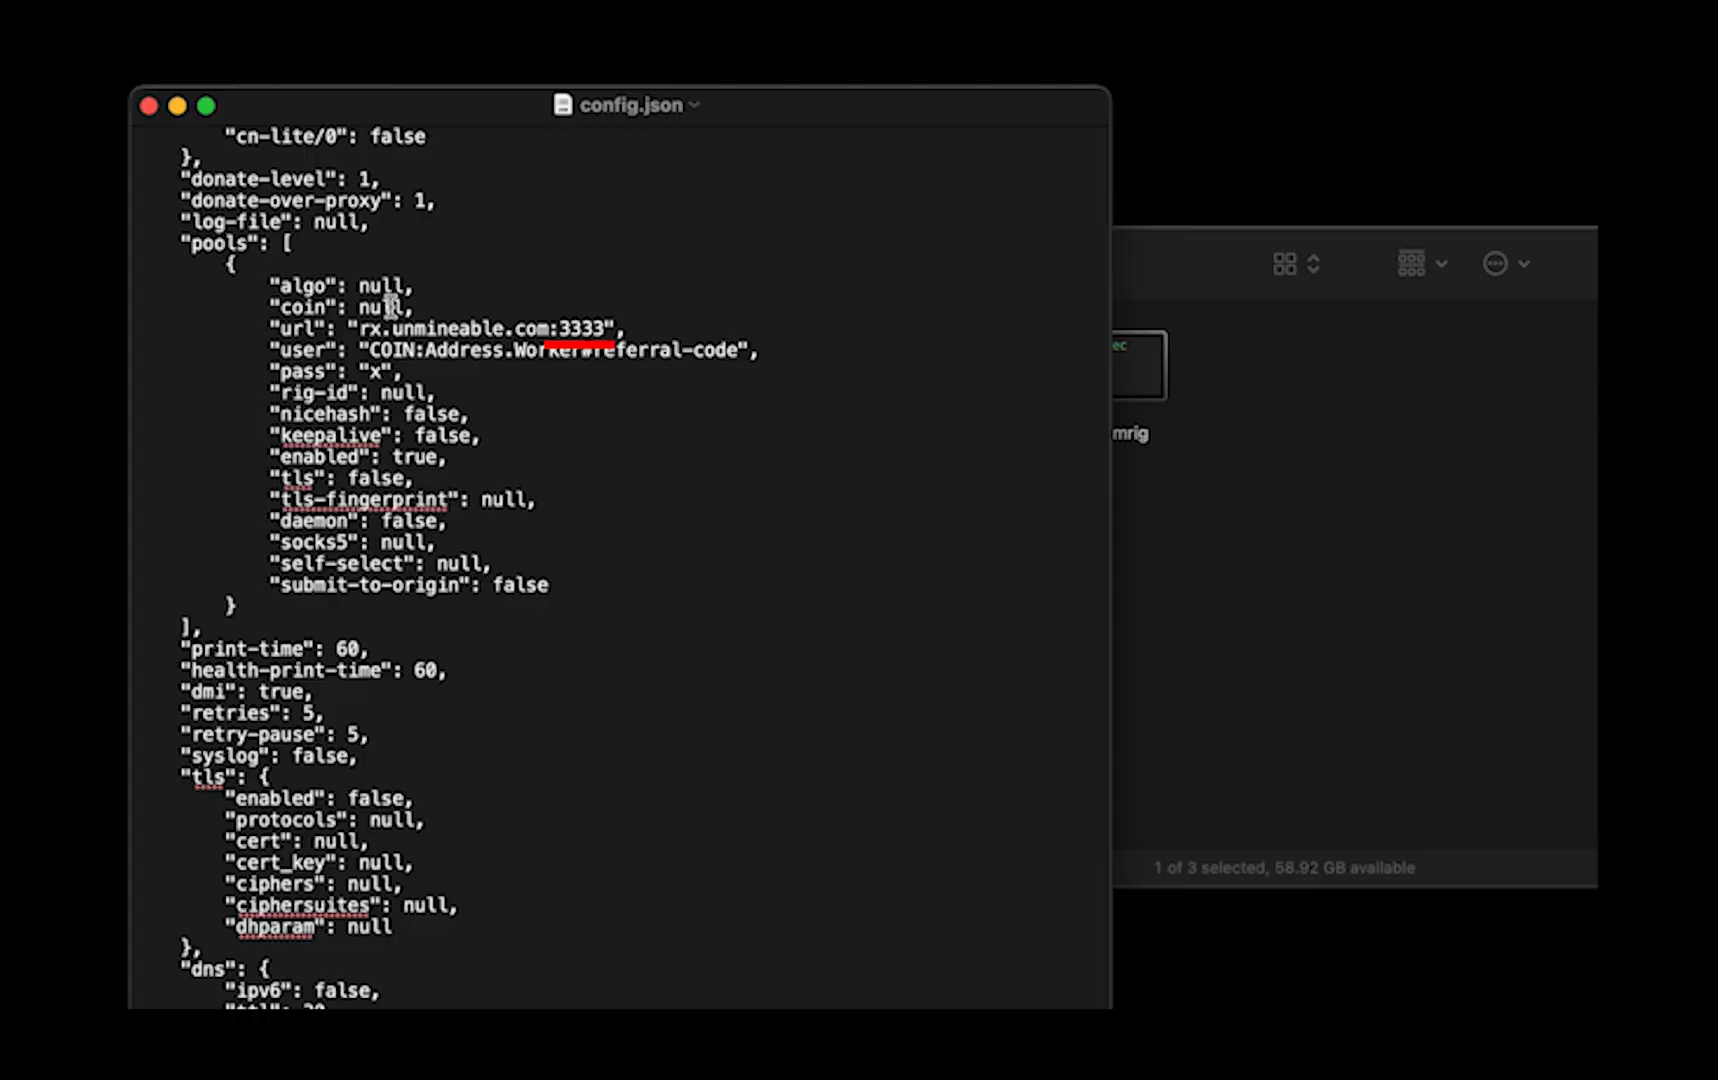 config.json
"cn-lite/0": false
},
"donate-level": 1,
"donate-over-proxy": 1,
"log-file": null,
"pools": [
{
"algo": null,
"coin": null,
"url": "rx.unmineable.com:3333",
"user": "COIN:Address.Worker#referral-code",
"pass": "x",
"rig-id": null,
"nicehash": false,
"keepalive": false,
"enabled": true,
"tls": false,
"tls-fingerprint": null,
"daemon": false,
"socks5": null,
"self-select": null,
"submit-to-origin": false
}
],
"print-time": 60,
"health-print-time": 60,
"dmi": true,
"retries": 5,
"retry-pause": 5,
"syslog": false,
"tls": {
"enabled": false,
"protocols": null,
"cert": null,
"cert_key": null,
"ciphers": null,
"ciphersuites": null,
"dhparam": null
},
"dns": {
"ipv6": false,
ec
mrig
1 of 3 selected, 58.92 GB available